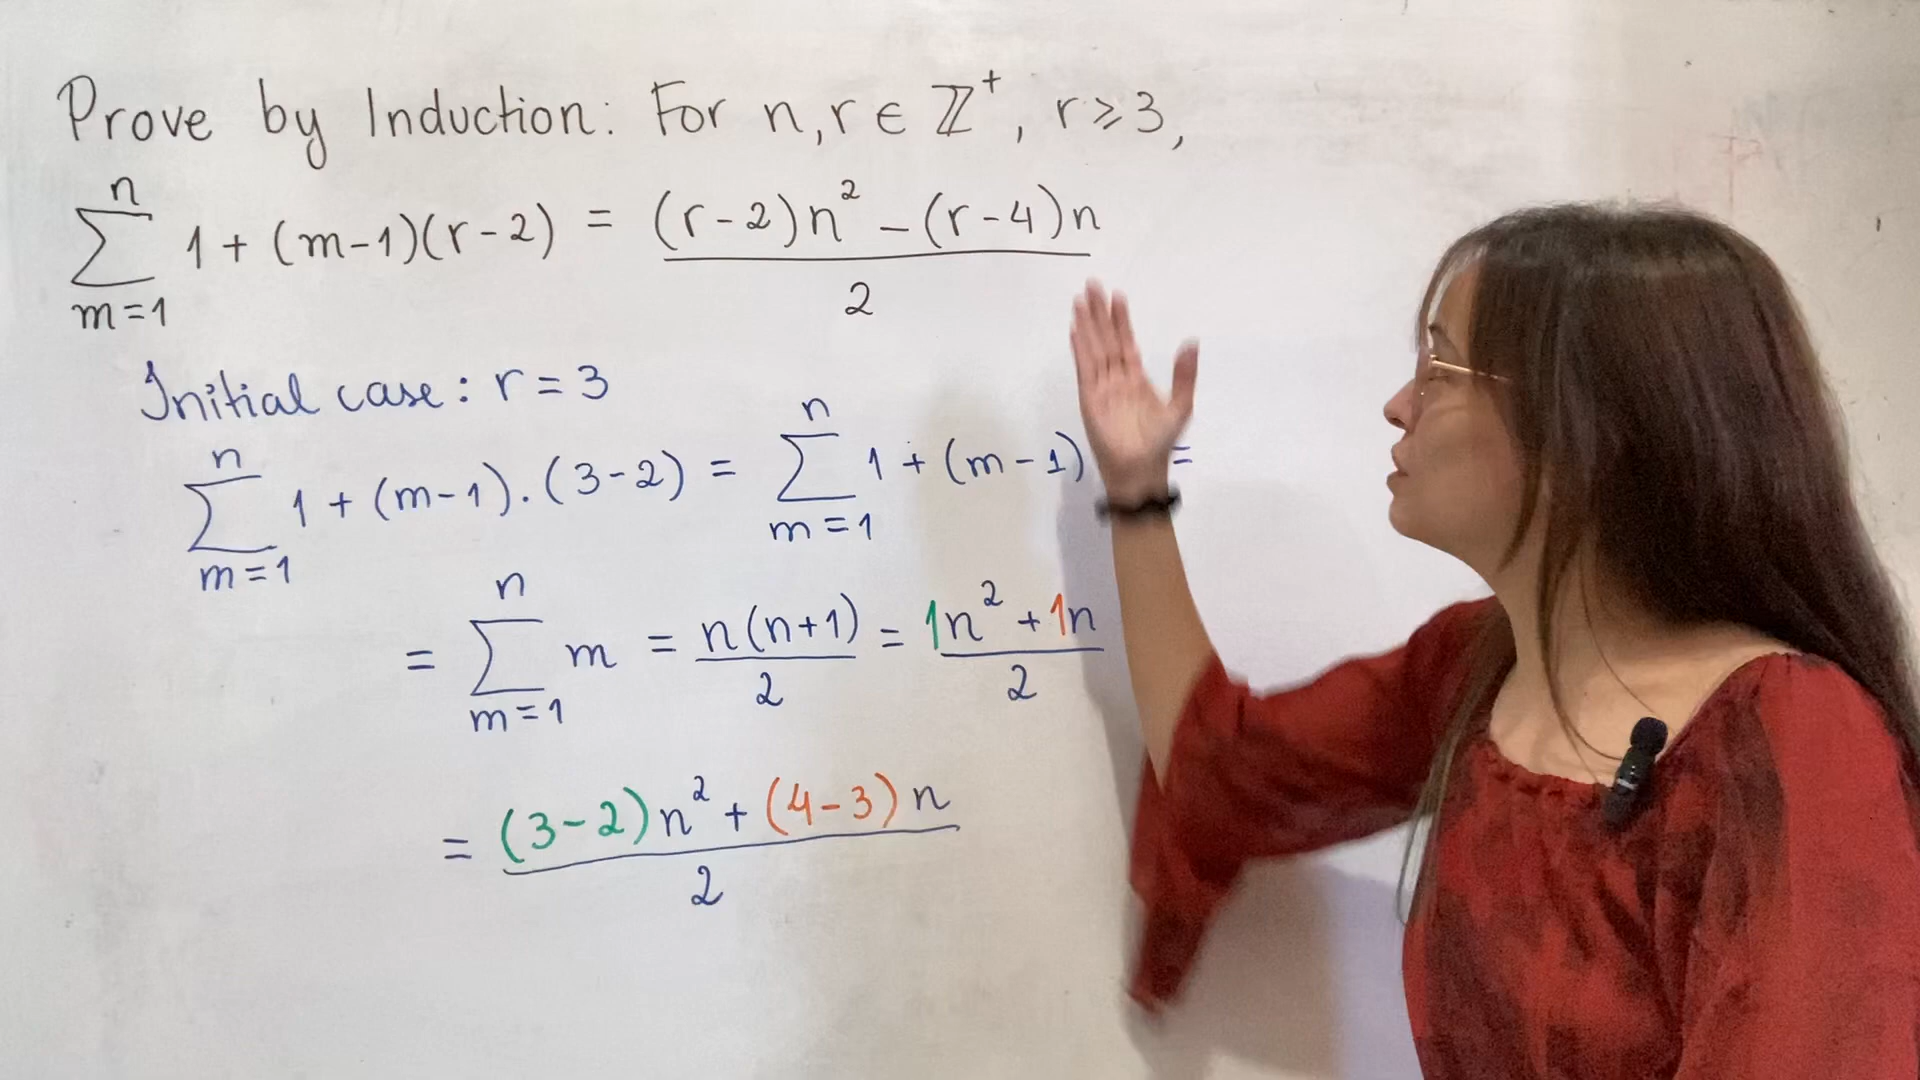 Prove by Induction: For n, r ∈ ℤ⁺, r ≥ 3,
∑_{m=1}^{n} 1 + (m-1)(r-2) = ((r-2)n² - (r-4)n)/2
Initial case: r = 3
∑_{m=1}^{n} 1 + (m-1).(3-2) = ∑_{m=1}^{n} 1 + (m-1) =
= ∑_{m=1}^{n} m = n(n+1)/2 = (1n² + 1n)/2
= ((3-2)n² + (4-3)n)/2